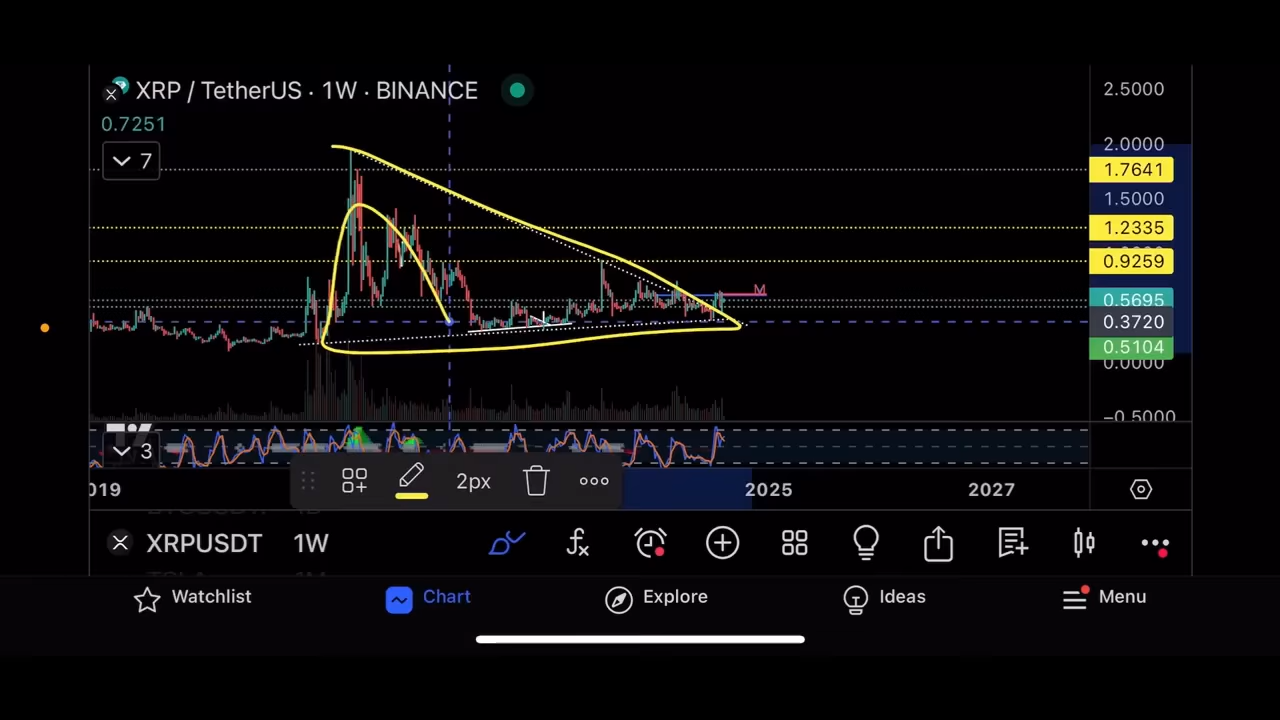 XRP / TetherUS · 1W · BINANCE
0.7251
7
2.5000
2.0000
1.7641
1.5000
1.2335
0.9259
M
0.5695
0.3720
0.5104
0.0000
−0.5000
3
2px
2025
2027
XRPUSDT 1W
Watchlist
Chart
Explore
Ideas
Menu